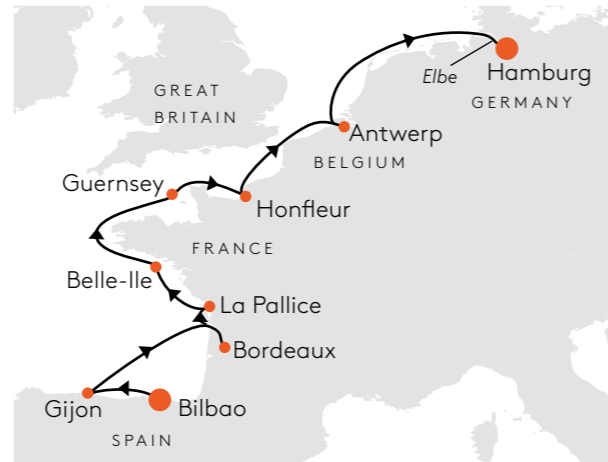 Elbe
Hamburg
GERMANY
GREAT
BRITAIN
Antwerp
BELGIUM
Guernsey
Honfleur
FRANCE
Belle-Ile
La Pallice
Bordeaux
Gijon
Bilbao
SPAIN